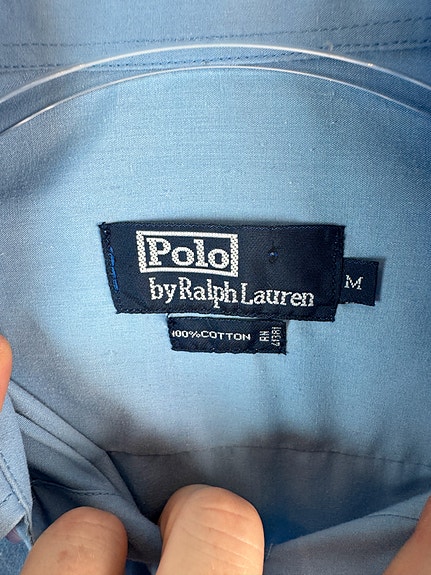 Polo
by Ralph Lauren
M
100% COTTON
RN
41381